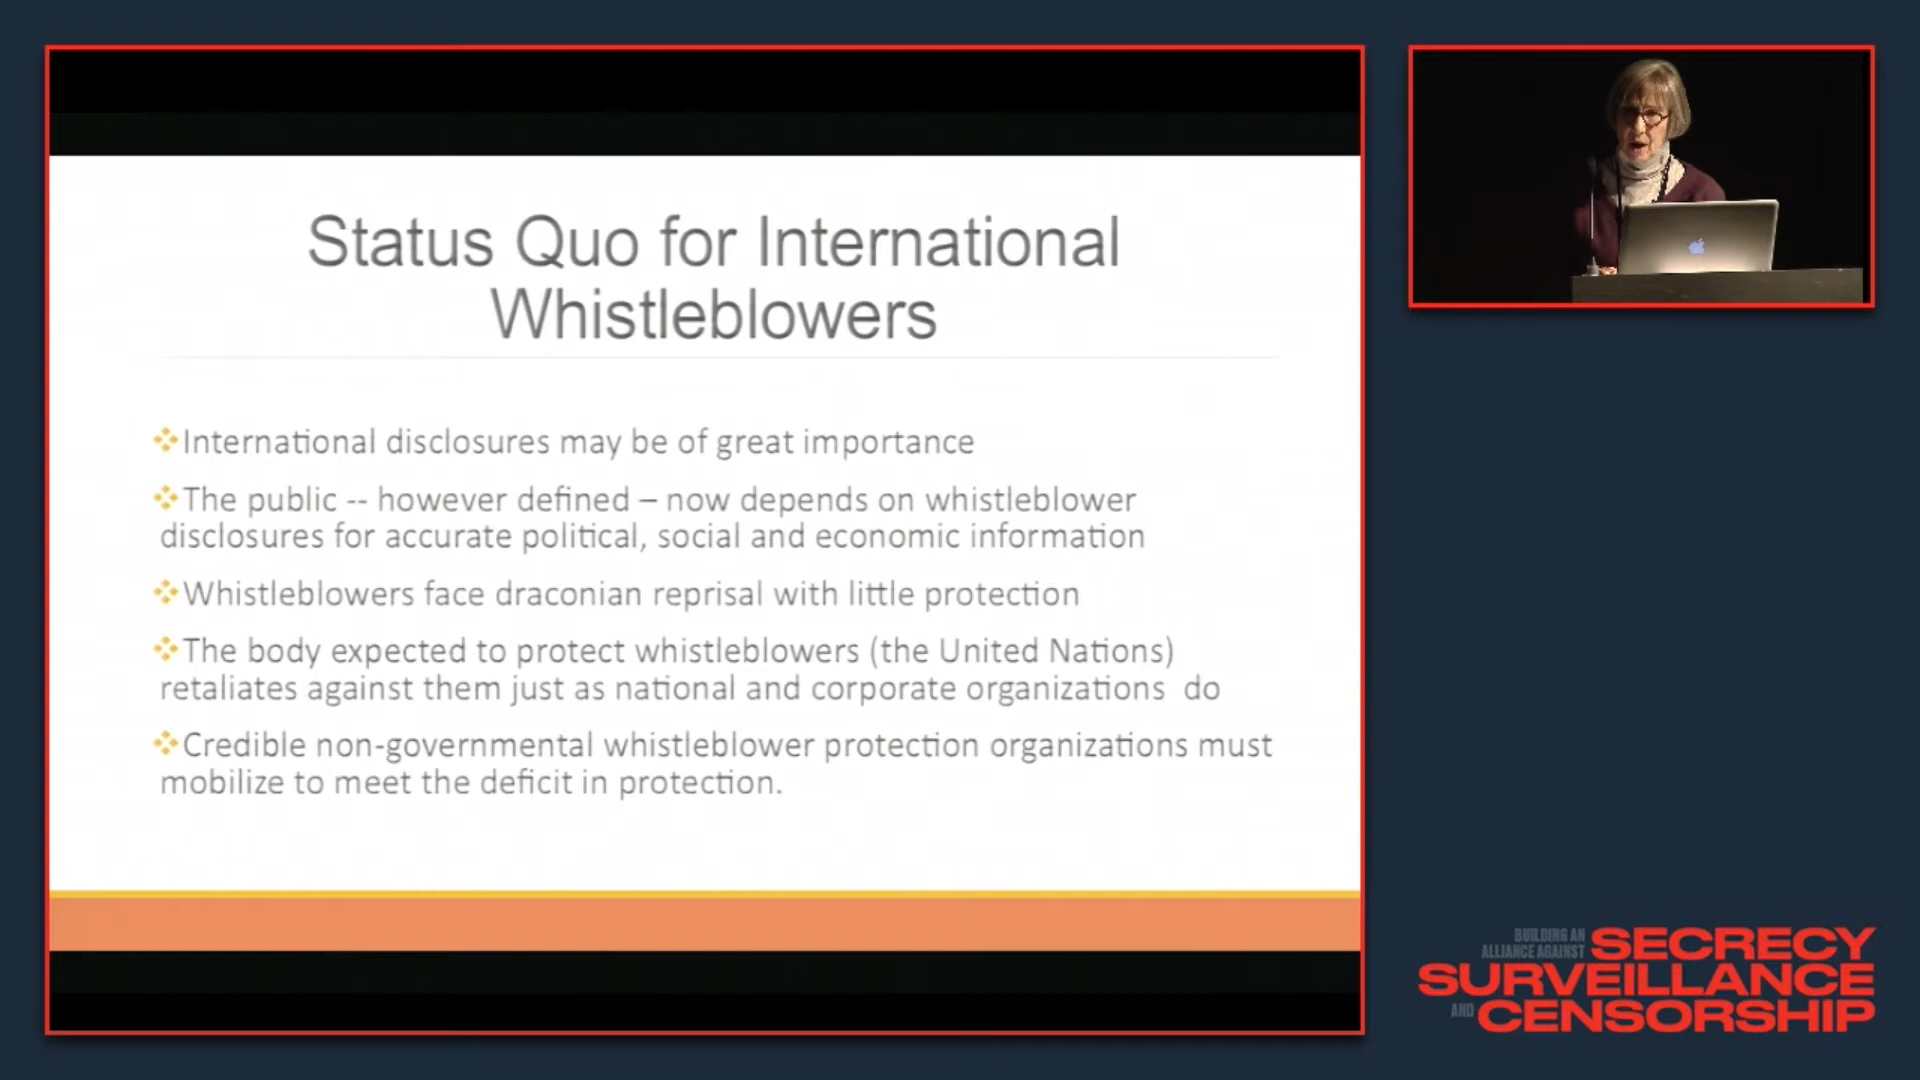 Status Quo for International
Whistleblowers
International disclosures may be of great importance
The public -- however defined – now depends on whistleblower
disclosures for accurate political, social and economic information
Whistleblowers face draconian reprisal with little protection
The body expected to protect whistleblowers (the United Nations)
retaliates against them just as national and corporate organizations  do
Credible non-governmental whistleblower protection organizations must
mobilize to meet the deficit in protection.
BUILDING AN
ALLIANCE AGAINST
SECRECY
SURVEILLANCE
AND CENSORSHIP